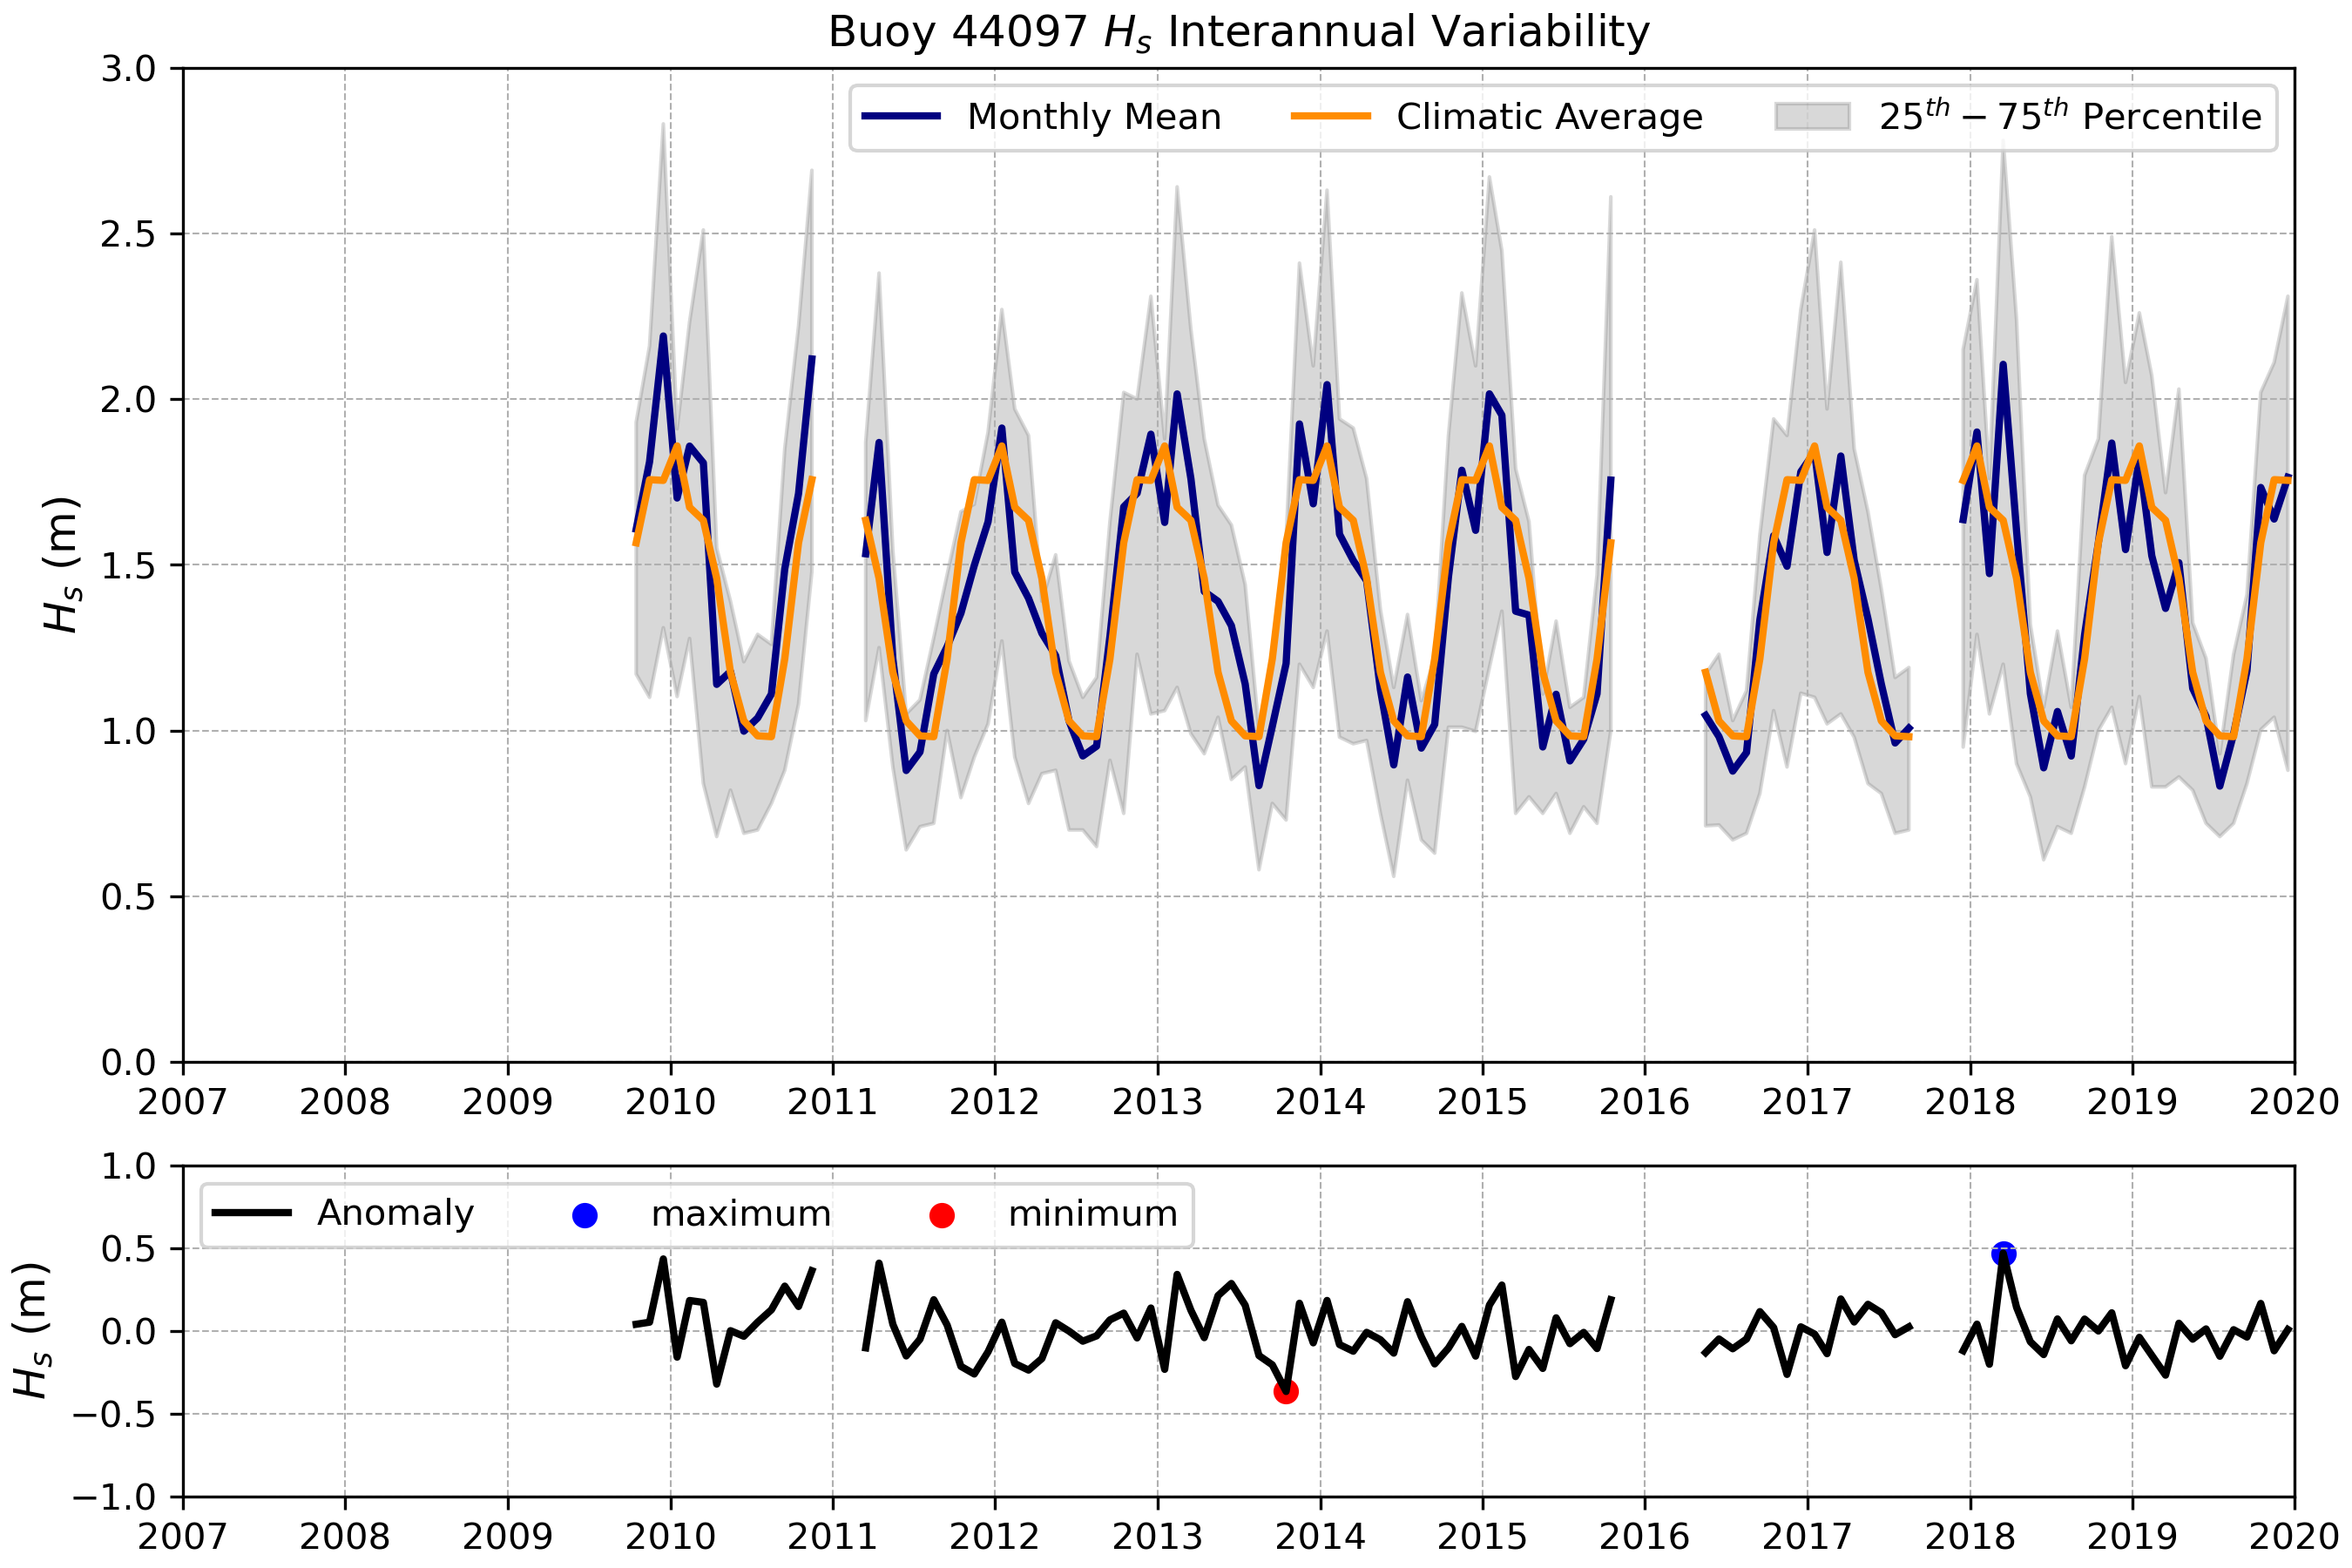 Buoy 44097 Hₛ Interannual Variability
Monthly Mean Climatic Average 25ᵗʰ − 75ᵗʰ Percentile
3.0
2.5
2.0
1.5
1.0
0.5
0.0
Hₛ (m)
2007 2008 2009 2010 2011 2012 2013 2014 2015 2016 2017 2018 2019 2020
Anomaly maximum minimum
1.0
0.5
0.0
−0.5
−1.0
Hₛ (m)
2007 2008 2009 2010 2011 2012 2013 2014 2015 2016 2017 2018 2019 2020